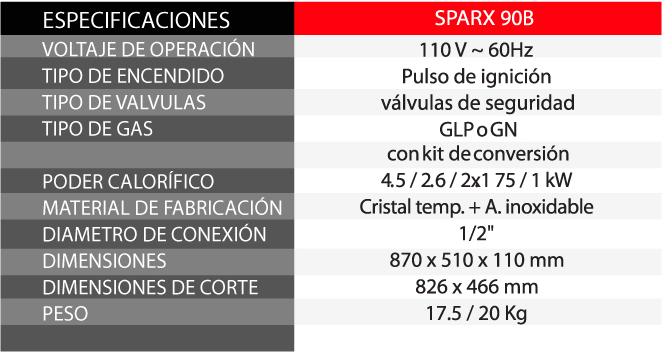 ESPECIFICACIONES SPARX 90B
VOLTAJE DE OPERACIÓN 110 V ~ 60Hz
TIPO DE ENCENDIDO Pulso de ignición
TIPO DE VALVULAS válvulas de seguridad
TIPO DE GAS GLP o GN
con kit de conversión
PODER CALORÍFICO 4.5 / 2.6 / 2x1 75 / 1 kW
MATERIAL DE FABRICACIÓN Cristal temp. + A. inoxidable
DIAMETRO DE CONEXIÓN 1/2"
DIMENSIONES 870 x 510 x 110 mm
DIMENSIONES DE CORTE 826 x 466 mm
PESO 17.5 / 20 Kg